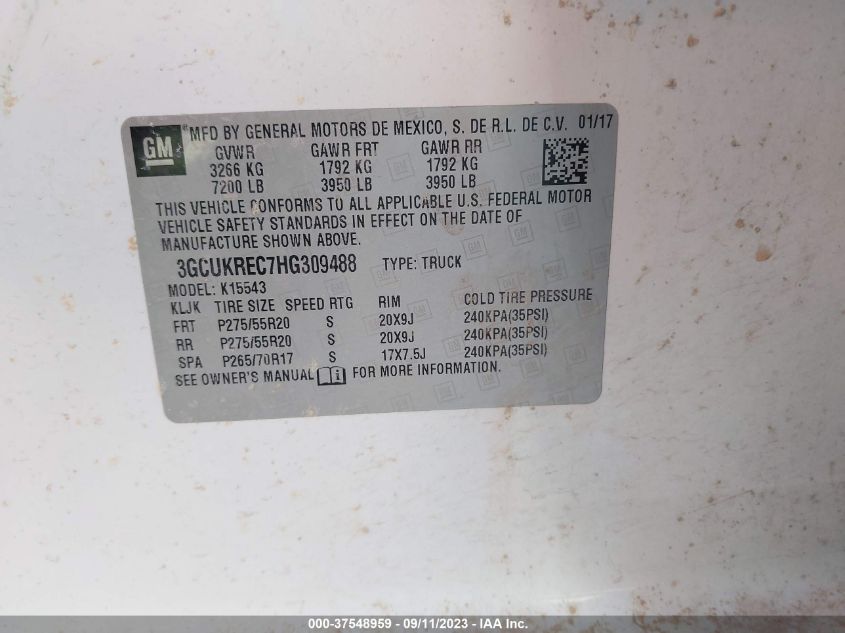 GM
MFD BY GENERAL MOTORS DE MEXICO, S. DE R.L. DE C.V. 01/17
GVWR GAWR FRT GAWR RR
3266 KG 1792 KG 1792 KG
7200 LB 3950 LB 3950 LB
THIS VEHICLE CONFORMS TO ALL APPLICABLE U.S. FEDERAL MOTOR
VEHICLE SAFETY STANDARDS IN EFFECT ON THE DATE OF
MANUFACTURE SHOWN ABOVE.
3GCUKREC7HG309488 TYPE: TRUCK
MODEL: K15543
KLJK TIRE SIZE SPEED RTG RIM COLD TIRE PRESSURE
FRT P275/55R20 S 20X9J 240KPA(35PSI)
RR P275/55R20 S 20X9J 240KPA(35PSI)
SPA P265/70R17 S 17X7.5J 240KPA(35PSI)
SEE OWNER'S MANUAL i FOR MORE INFORMATION.
000-37548959 - 09/11/2023 - IAA Inc.